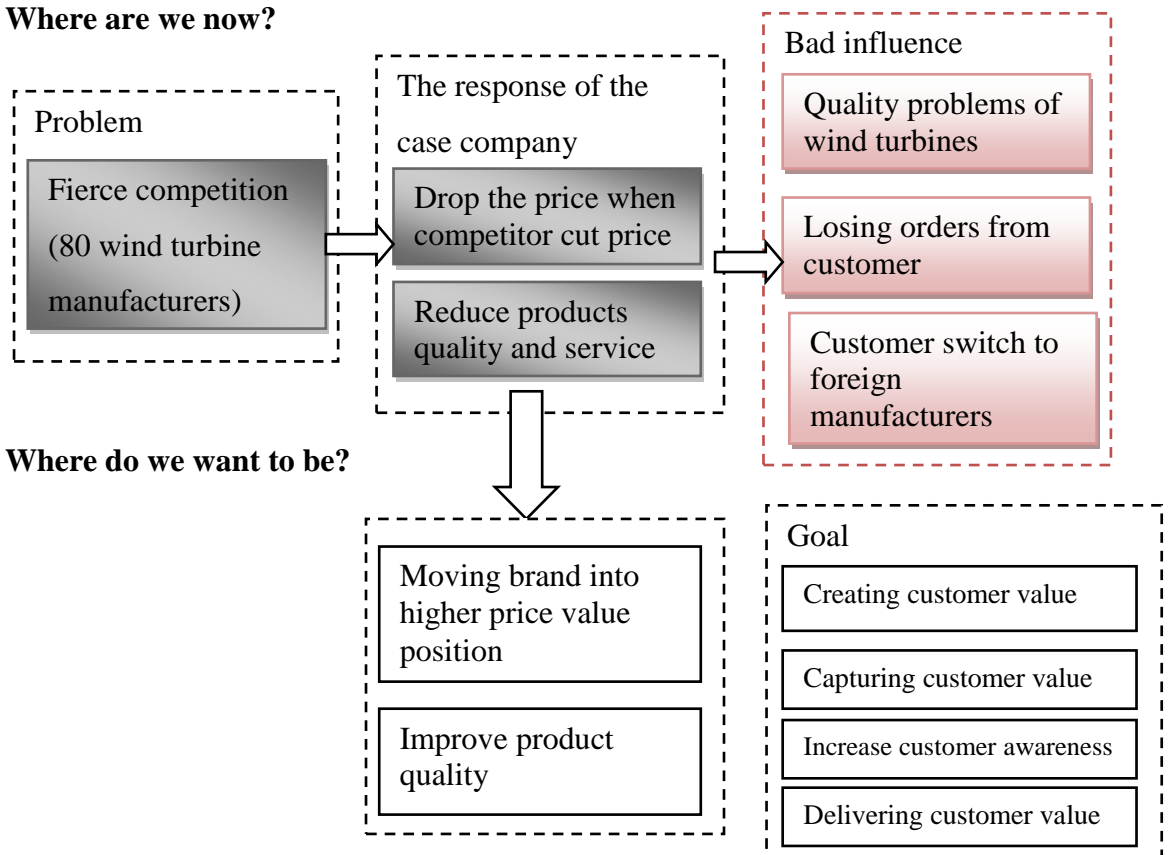 Where are we now?
Problem
Fierce competition
(80 wind turbine
manufacturers)
The response of the
case company
Drop the price when
competitor cut price
Reduce products
quality and service
Bad influence
Quality problems of
wind turbines
Losing orders from
customer
Customer switch to
foreign
manufacturers
Where do we want to be?
Moving brand into
higher price value
position
Improve product
quality
Goal
Creating customer value
Capturing customer value
Increase customer awareness
Delivering customer value